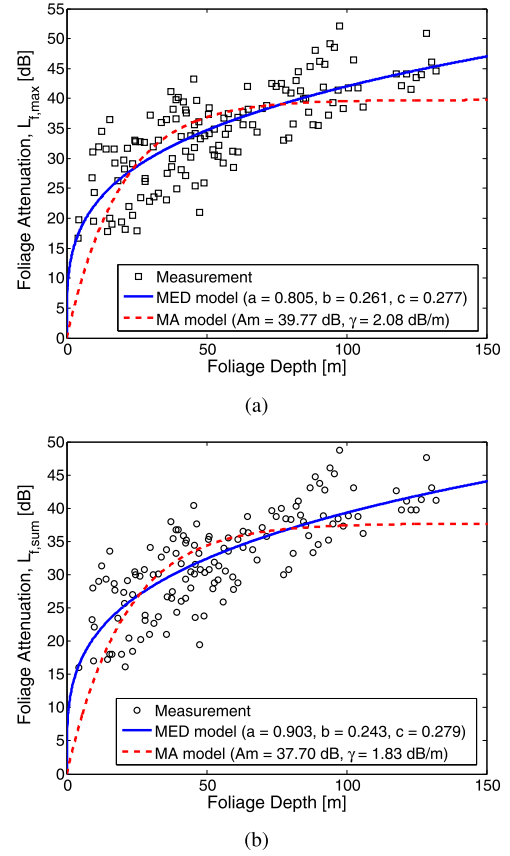 55
50
45
40
35
30
25
20
15
10
5
0
Foliage Attenuation, L_f,max [dB]
Measurement
MED model (a = 0.805, b = 0.261, c = 0.277)
MA model (Am = 39.77 dB, γ = 2.08 dB/m)
0 50 100 150
Foliage Depth [m]
(a)
50
45
40
35
30
25
20
15
10
5
0
Foliage Attenuation, L_f,sum [dB]
Measurement
MED model (a = 0.903, b = 0.243, c = 0.279)
MA model (Am = 37.70 dB, γ = 1.83 dB/m)
0 50 100 150
Foliage Depth [m]
(b)